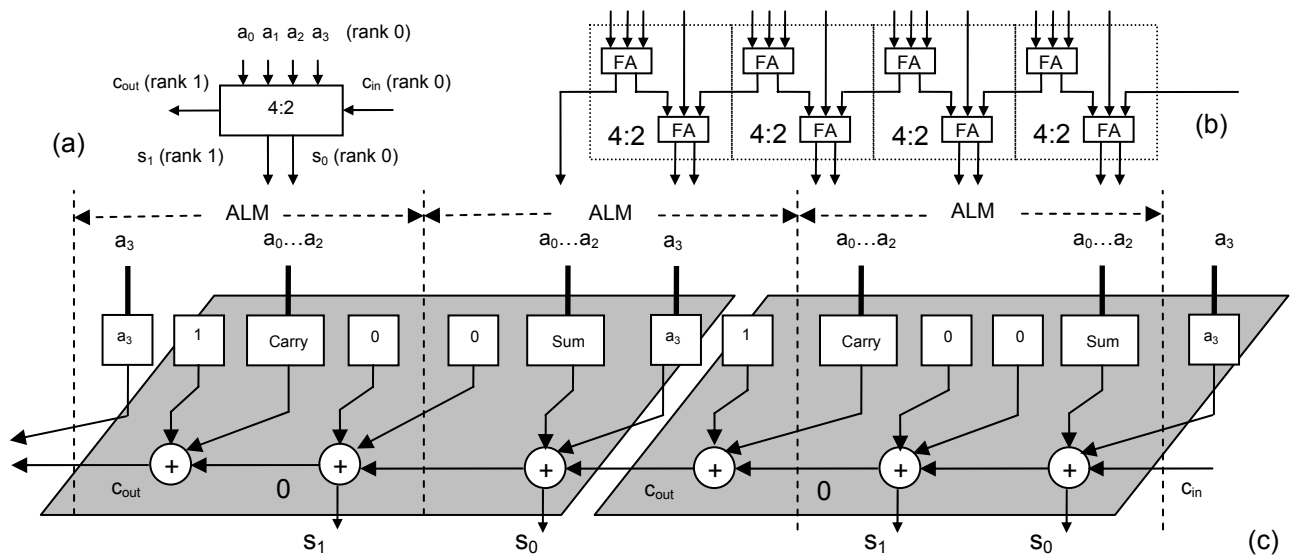 a0 a1 a2 a3 (rank 0)
cout (rank 1)
cin (rank 0)
4:2
(a)
s1 (rank 1)
s0 (rank 0)
FA FA FA FA
4:2 FA 4:2 FA 4:2 FA 4:2 FA
(b)
ALM ALM ALM
a3 a0…a2 a0…a2 a3 a0…a2 a0…a2 a3
a3 1 Carry 0 0 Sum a3 1 Carry 0 0 Sum a3
+ + + + + +
cout 0 cout 0 cin
s1 s0 s1 s0
(c)